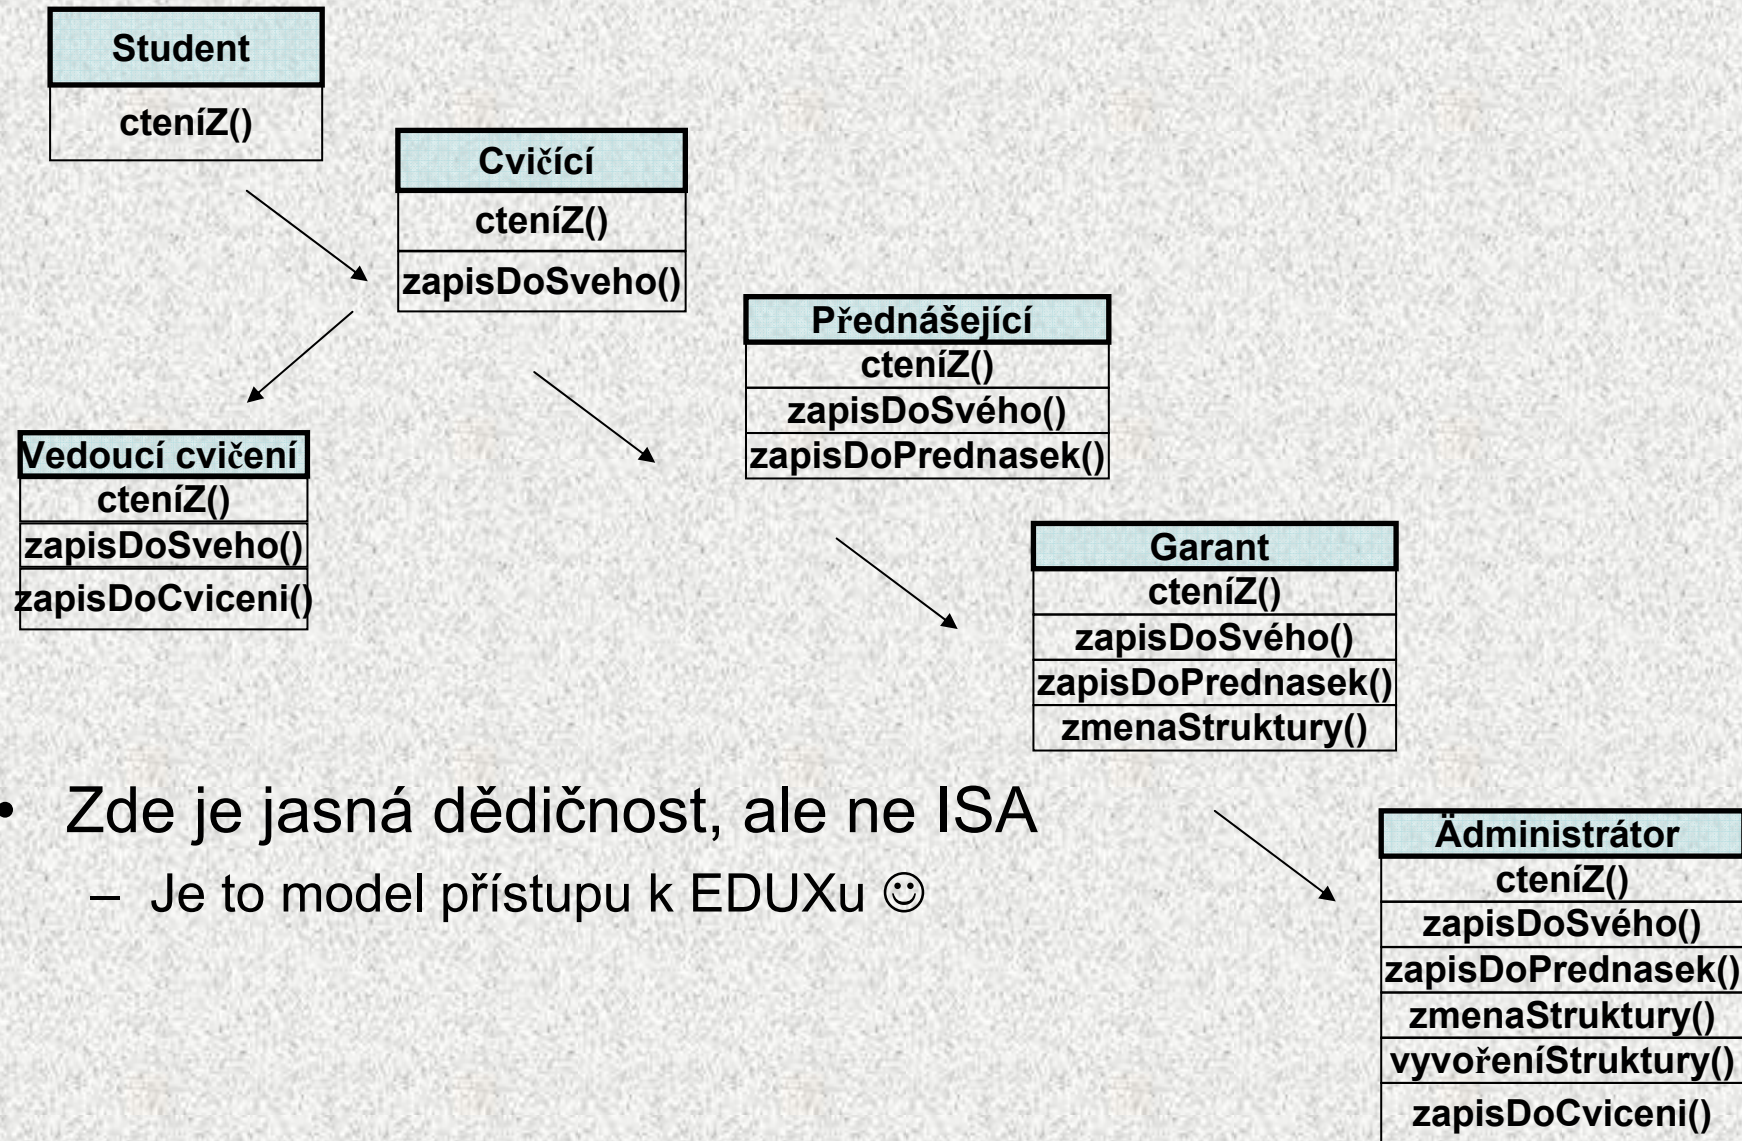 Student
cteníZ()
Cvičící
cteníZ()
zapisDoSveho()
Přednášející
cteníZ()
zapisDoSvého()
zapisDoPrednasek()
Vedoucí cvičení
cteníZ()
zapisDoSveho()
zapisDoCviceni()
Garant
cteníZ()
zapisDoSvého()
zapisDoPrednasek()
zmenaStruktury()
• Zde je jasná dědičnost, ale ne ISA
– Je to model přístupu k EDUXu ☺
Ädministrátor
cteníZ()
zapisDoSvého()
zapisDoPrednasek()
zmenaStruktury()
vyvořeníStruktury()
zapisDoCviceni()